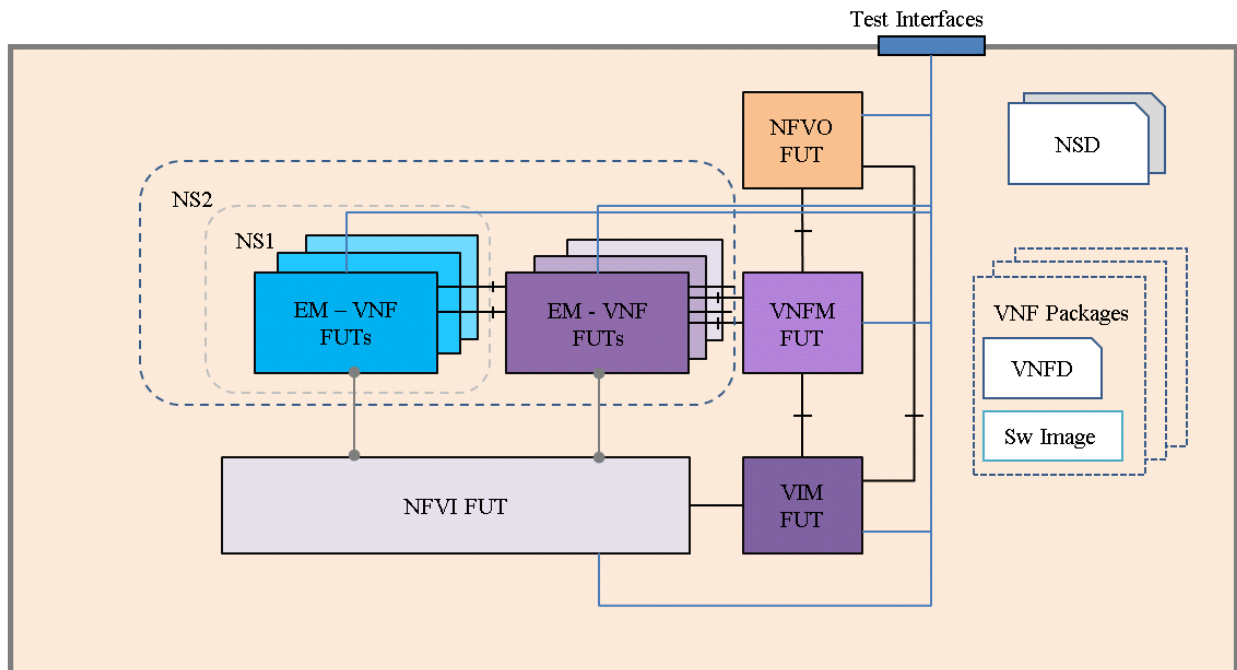 Test Interfaces
NFVO
FUT
NSD
NS2
NS1
EM – VNF
FUTs
EM - VNF
FUTs
VNFM
FUT
VNF Packages
VNFD
Sw Image
NFVI FUT
VIM
FUT